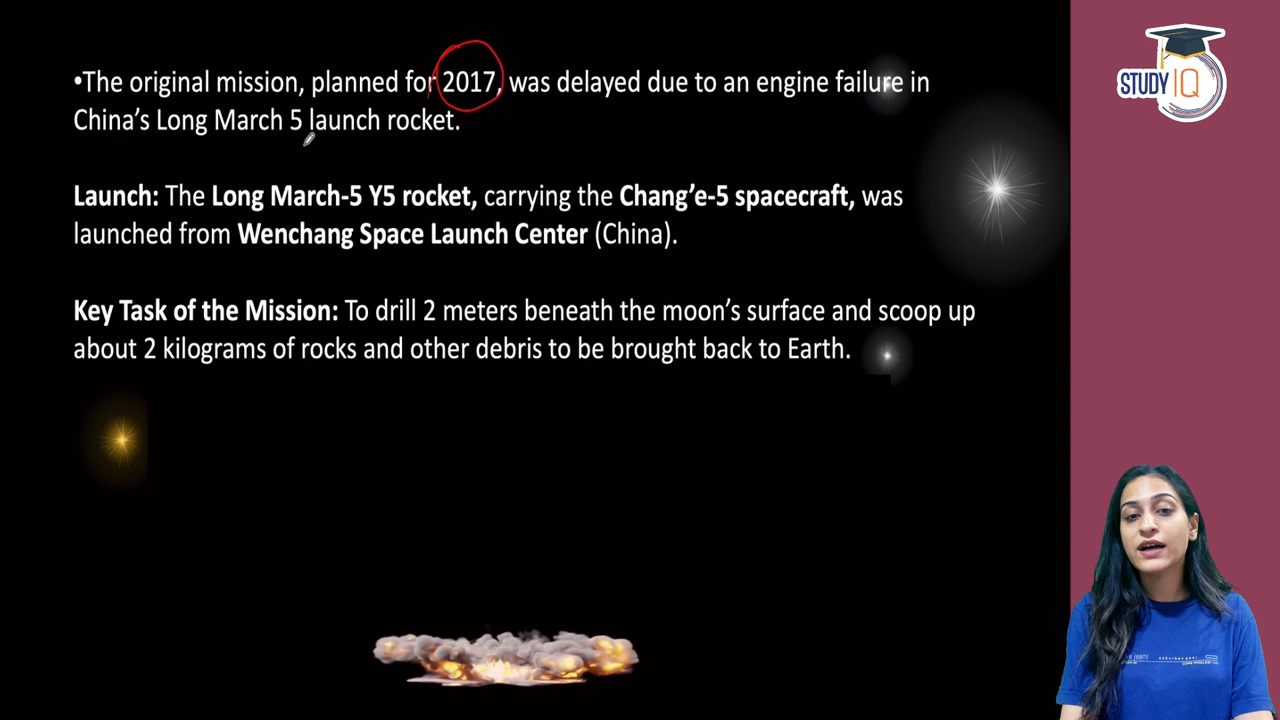 •The original mission, planned for 2017, was delayed due to an engine failure in
China’s Long March 5 launch rocket.
Launch: The Long March-5 Y5 rocket, carrying the Chang’e-5 spacecraft, was
launched from Wenchang Space Launch Center (China).
Key Task of the Mission: To drill 2 meters beneath the moon’s surface and scoop up
about 2 kilograms of rocks and other debris to be brought back to Earth.
STUDY IQ